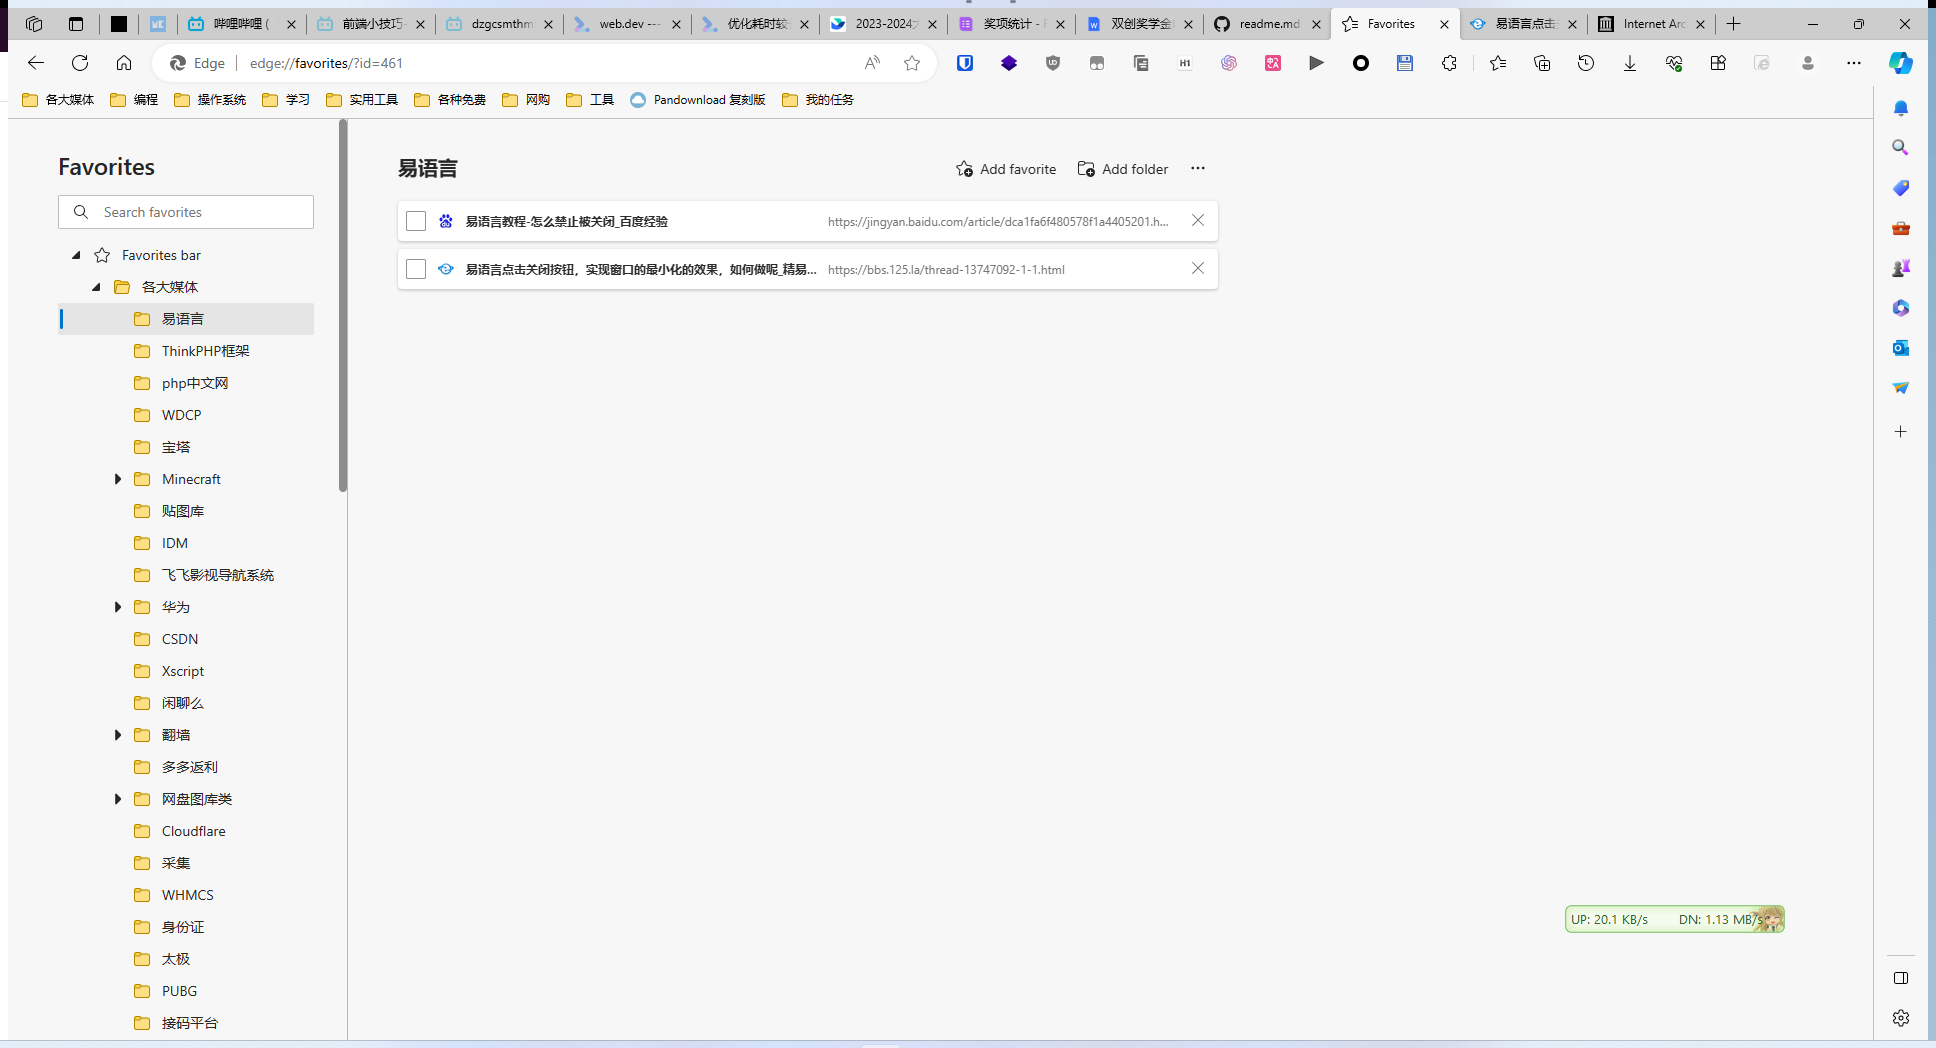 哔哩哔哩 (
前端小技巧-
dzgcsmthm
web.dev ---
优化耗时较
2023-2024
奖项统计 -
双创奖学金
readme.md
Favorites
易语言点击
Internet Arc
Edge
edge://favorites/?id=461
各大媒体
编程
操作系统
学习
实用工具
各种免费
网购
工具
Pandownload 复刻版
我的任务
Favorites
Search favorites
Favorites bar
各大媒体
易语言
ThinkPHP框架
php中文网
WDCP
宝塔
Minecraft
贴图库
IDM
飞飞影视导航系统
华为
CSDN
Xscript
闲聊么
翻墙
多多返利
网盘图库类
Cloudflare
采集
WHMCS
身份证
太极
PUBG
接码平台
易语言
Add favorite
Add folder
易语言教程-怎么禁止被关闭_百度经验
https://jingyan.baidu.com/article/dca1fa6f480578f1a4405201.h...
易语言点击关闭按钮，实现窗口的最小化的效果，如何做呢_精易...
https://bbs.125.la/thread-13747092-1-1.html
UP: 20.1 KB/s DN: 1.13 MB/s